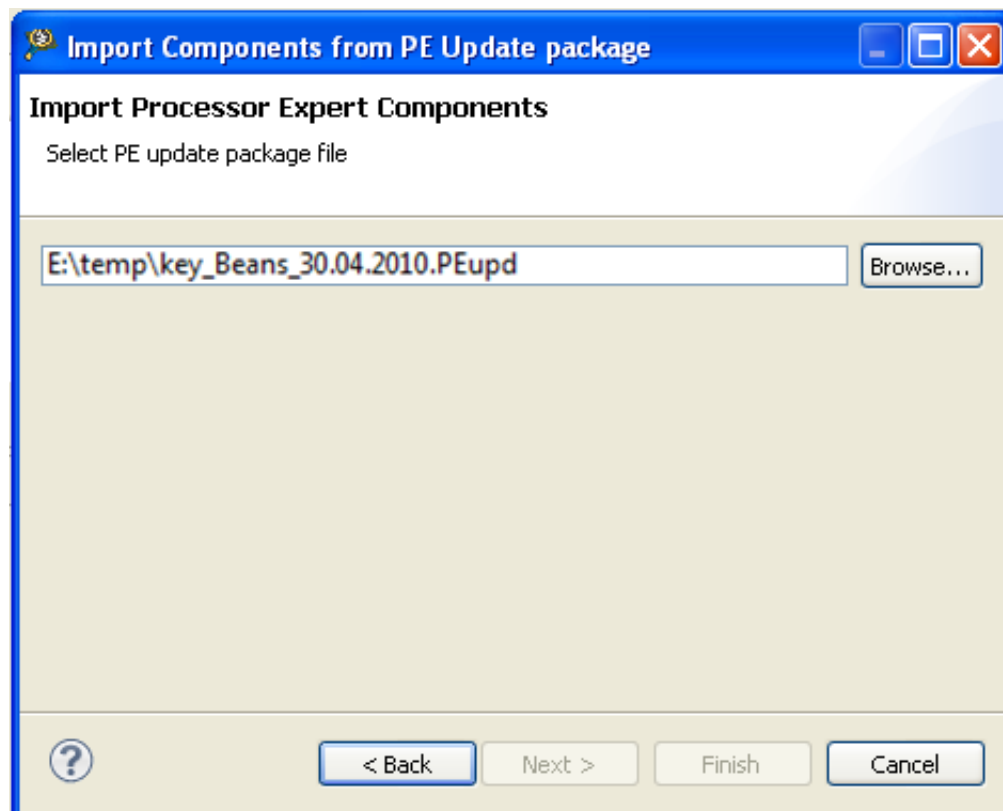 Import Components from PE Update package
Import Processor Expert Components
Select PE update package file
E:\temp\key_Beans_30.04.2010.PEupd
Browse...
?
< Back
Next >
Finish
Cancel